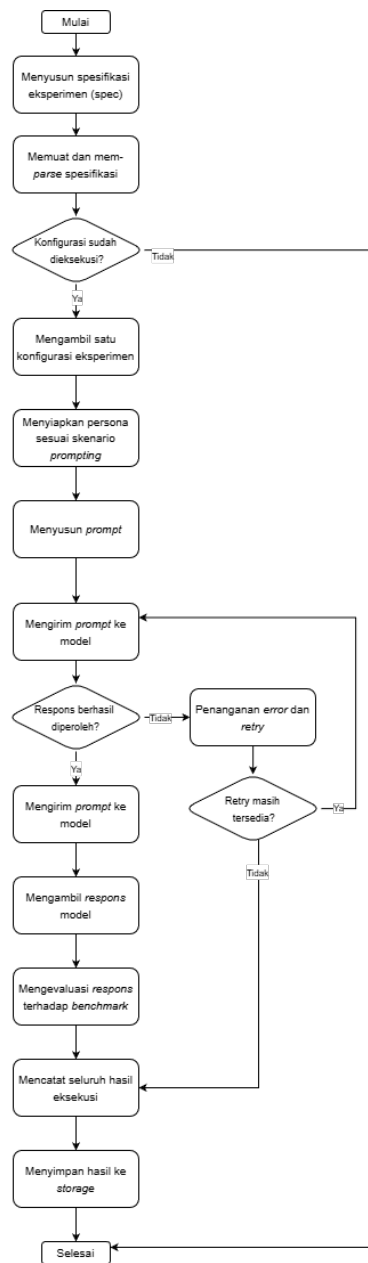 Mulai
Menyusun spesifikasi
eksperimen (spec)
Memuat dan mem-
parse spesifikasi
Konfigurasi sudah
dieksekusi?
Tidak
Ya
Mengambil satu
konfigurasi eksperimen
Menyiapkan persona
sesuai skenario
prompting
Menyusun prompt
Mengirim prompt ke
model
Respons berhasil
diperoleh?
Tidak
Penanganan error dan
retry
Ya
Retry masih
tersedia?
Ya
Tidak
Mengirim prompt ke
model
Mengambil respons
model
Mengevaluasi respons
terhadap benchmark
Mencatat seluruh hasil
eksekusi
Menyimpan hasil ke
storage
Selesai